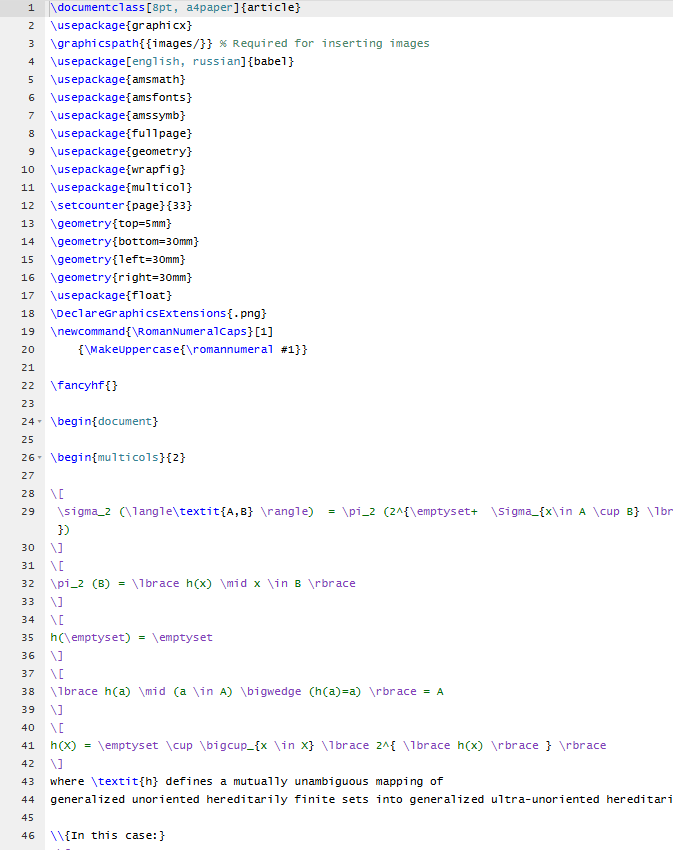 1 \documentclass[8pt, a4paper]{article}
2 \usepackage{graphicx}
3 \graphicspath{{images/}} % Required for inserting images
4 \usepackage[english, russian]{babel}
5 \usepackage{amsmath}
6 \usepackage{amsfonts}
7 \usepackage{amssymb}
8 \usepackage{fullpage}
9 \usepackage{geometry}
10 \usepackage{wrapfig}
11 \usepackage{multicol}
12 \setcounter{page}{33}
13 \geometry{top=5mm}
14 \geometry{bottom=30mm}
15 \geometry{left=30mm}
16 \geometry{right=30mm}
17 \usepackage{float}
18 \DeclareGraphicsExtensions{.png}
19 \newcommand{\RomanNumeralCaps}[1]
20 {\MakeUppercase{\romannumeral #1}}
21
22 \fancyhf{}
23
24 \begin{document}
25
26 \begin{multicols}{2}
27
28 \[
29 \sigma_2 (\langle\textit{A,B} \rangle) = \pi_2 (2^{\emptyset+ \Sigma_{x\in A \cup B} \lbr
})
30 \]
31 \[
32 \pi_2 (B) = \lbrace h(x) \mid x \in B \rbrace
33 \]
34 \[
35 h(\emptyset) = \emptyset
36 \]
37 \[
38 \lbrace h(a) \mid (a \in A) \bigwedge (h(a)=a) \rbrace = A
39 \]
40 \[
41 h(X) = \emptyset \cup \bigcup_{x \in X} \lbrace 2^{ \lbrace h(x) \rbrace } \rbrace
42 \]
43 where \textit{h} defines a mutually unambiguous mapping of
44 generalized unoriented hereditarily finite sets into generalized ultra-unoriented hereditari
45
46 \\{In this case:}